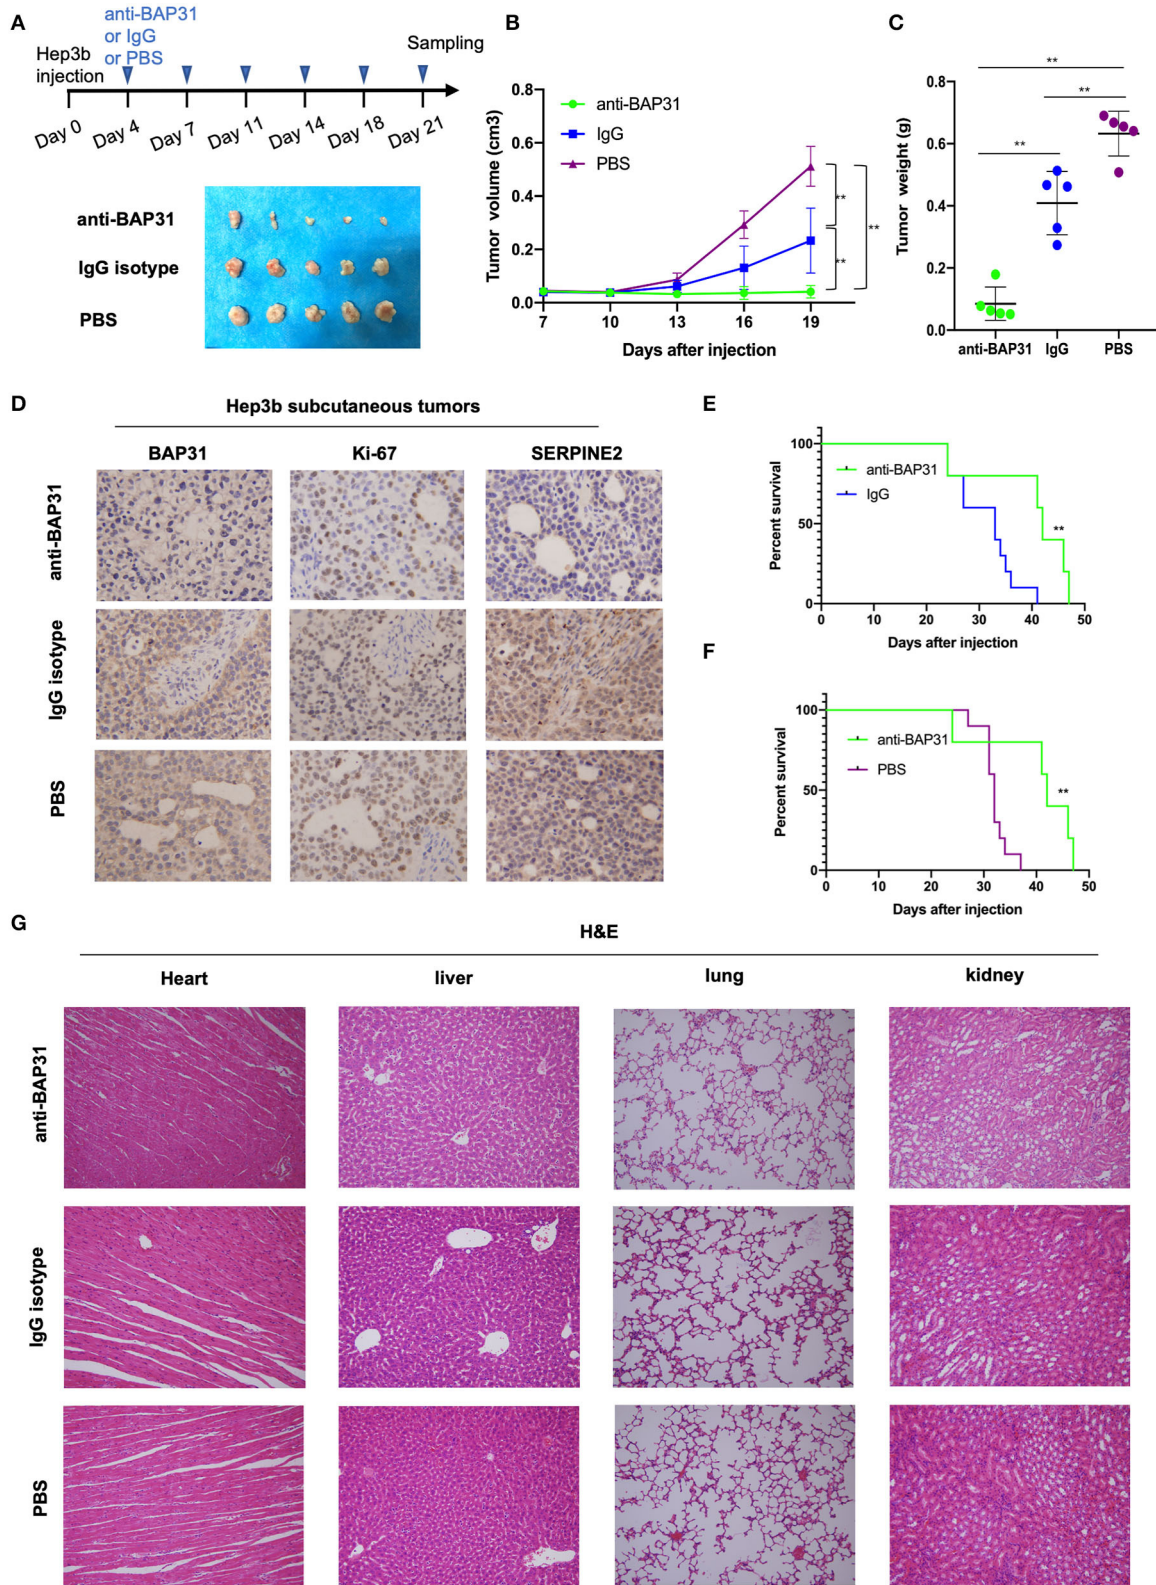 A
anti-BAP31
or IgG
or PBS
Hep3b
injection
Sampling
Day 0
Day 4
Day 7
Day 11
Day 14
Day 18
Day 21
anti-BAP31
IgG isotype
PBS
B
Tumor volume (cm3)
0.8
0.6
0.4
0.2
0.0
anti-BAP31
IgG
PBS
**
**
**
7
10
13
16
19
Days after injection
C
Tumor weight (g)
0.8
0.6
0.4
0.2
0.0
**
**
**
anti-BAP31
IgG
PBS
D
Hep3b subcutaneous tumors
BAP31
Ki-67
SERPINE2
anti-BAP31
IgG isotype
PBS
E
Percent survival
100
50
0
anti-BAP31
IgG
**
0
10
20
30
40
50
Days after injection
F
Percent survival
100
50
0
anti-BAP31
PBS
**
0
10
20
30
40
50
Days after injection
G
H&E
Heart
liver
lung
kidney
anti-BAP31
IgG isotype
PBS